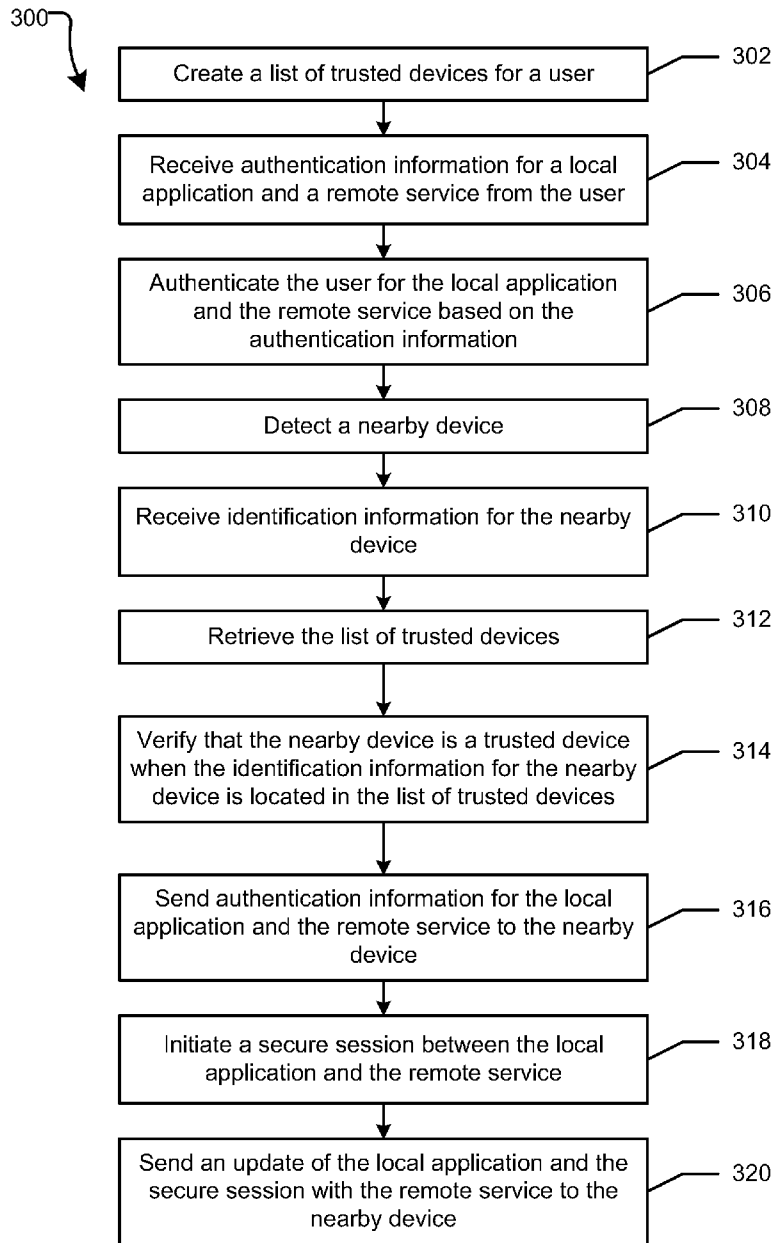 300
Create a list of trusted devices for a user
302
Receive authentication information for a local
application and a remote service from the user
304
Authenticate the user for the local application
and the remote service based on the
authentication information
306
Detect a nearby device
308
Receive identification information for the nearby
device
310
Retrieve the list of trusted devices
312
Verify that the nearby device is a trusted device
when the identification information for the nearby
device is located in the list of trusted devices
314
Send authentication information for the local
application and the remote service to the nearby
device
316
Initiate a secure session between the local
application and the remote service
318
Send an update of the local application and the
secure session with the remote service to the
nearby device
320